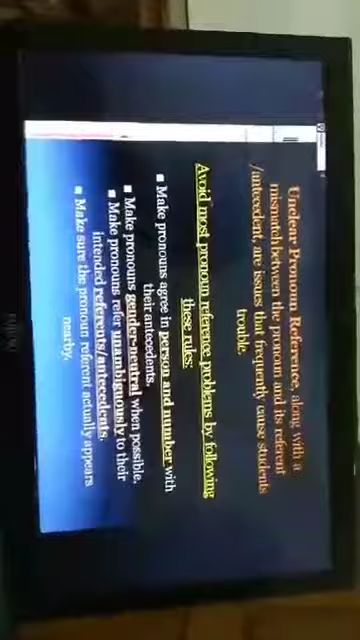 Unclear Pronoun Reference, along with a
mismatch between the pronoun and its referent
/antecedent, are issues that frequently cause students
trouble.
Avoid most pronoun reference problems by following
these rules:
■ Make pronouns agree in person and number with
their antecedents.
■ Make pronouns gender-neutral when possible.
■ Make pronouns refer unambiguously to their
intended referents/antecedents.
■ Make sure the pronoun referent actually appears
nearby.